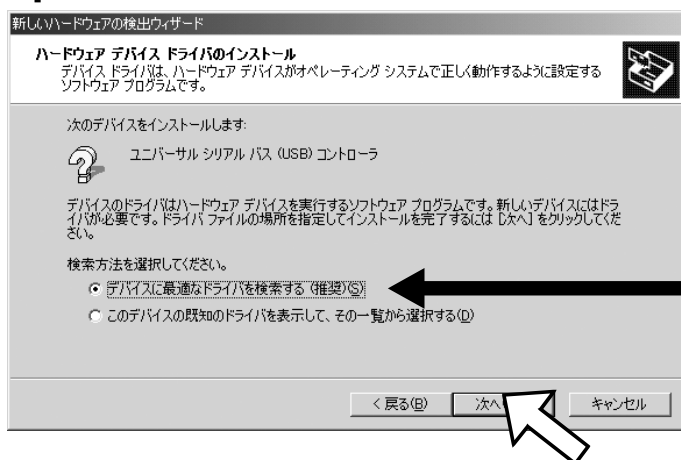 新しいハードウェアの検出ウィザード
ハードウェア デバイス ドライバのインストール
デバイス ドライバは、ハードウェア デバイスがオペレーティング システムで正しく動作するように設定する
ソフトウェア プログラムです。
次のデバイスをインストールします:
ユニバーサル シリアル バス (USB) コントローラ
デバイスのドライバはハードウェア デバイスを実行するソフトウェア プログラムです。新しいデバイスにはドラ
イバが必要です。ドライバ ファイルの場所を指定してインストールを完了するには [次へ] をクリックしてくだ
さい。
検索方法を選択してください。
デバイスに最適なドライバを検索する (推奨)(S)
このデバイスの既知のドライバを表示して、その一覧から選択する(D)
< 戻る(B) 次へ キャンセル